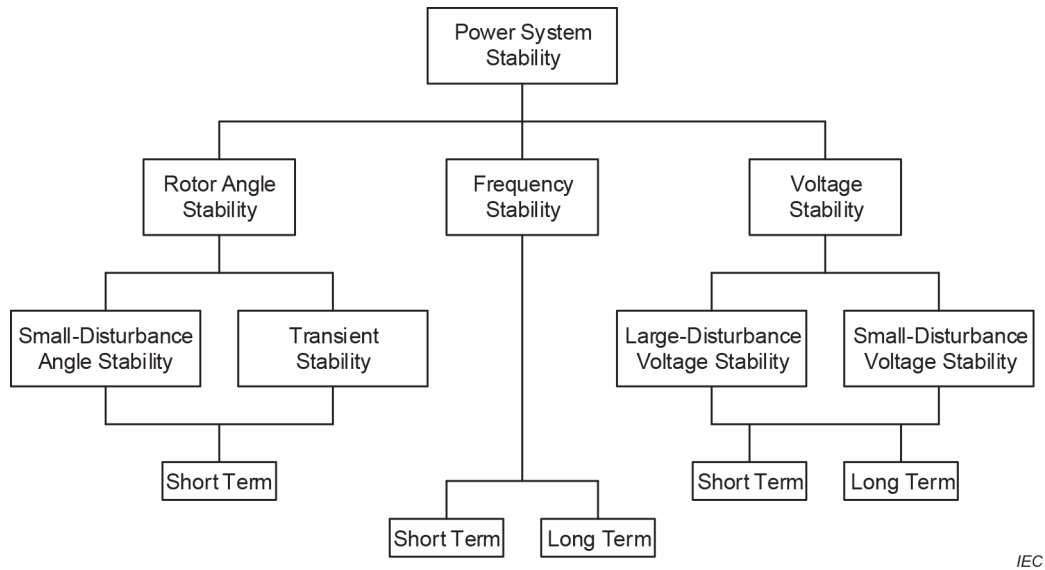 Power System
Stability
Rotor Angle
Stability
Frequency
Stability
Voltage
Stability
Small-Disturbance
Angle Stability
Transient
Stability
Large-Disturbance
Voltage Stability
Small-Disturbance
Voltage Stability
Short Term
Short Term
Long Term
Short Term
Long Term
IEC